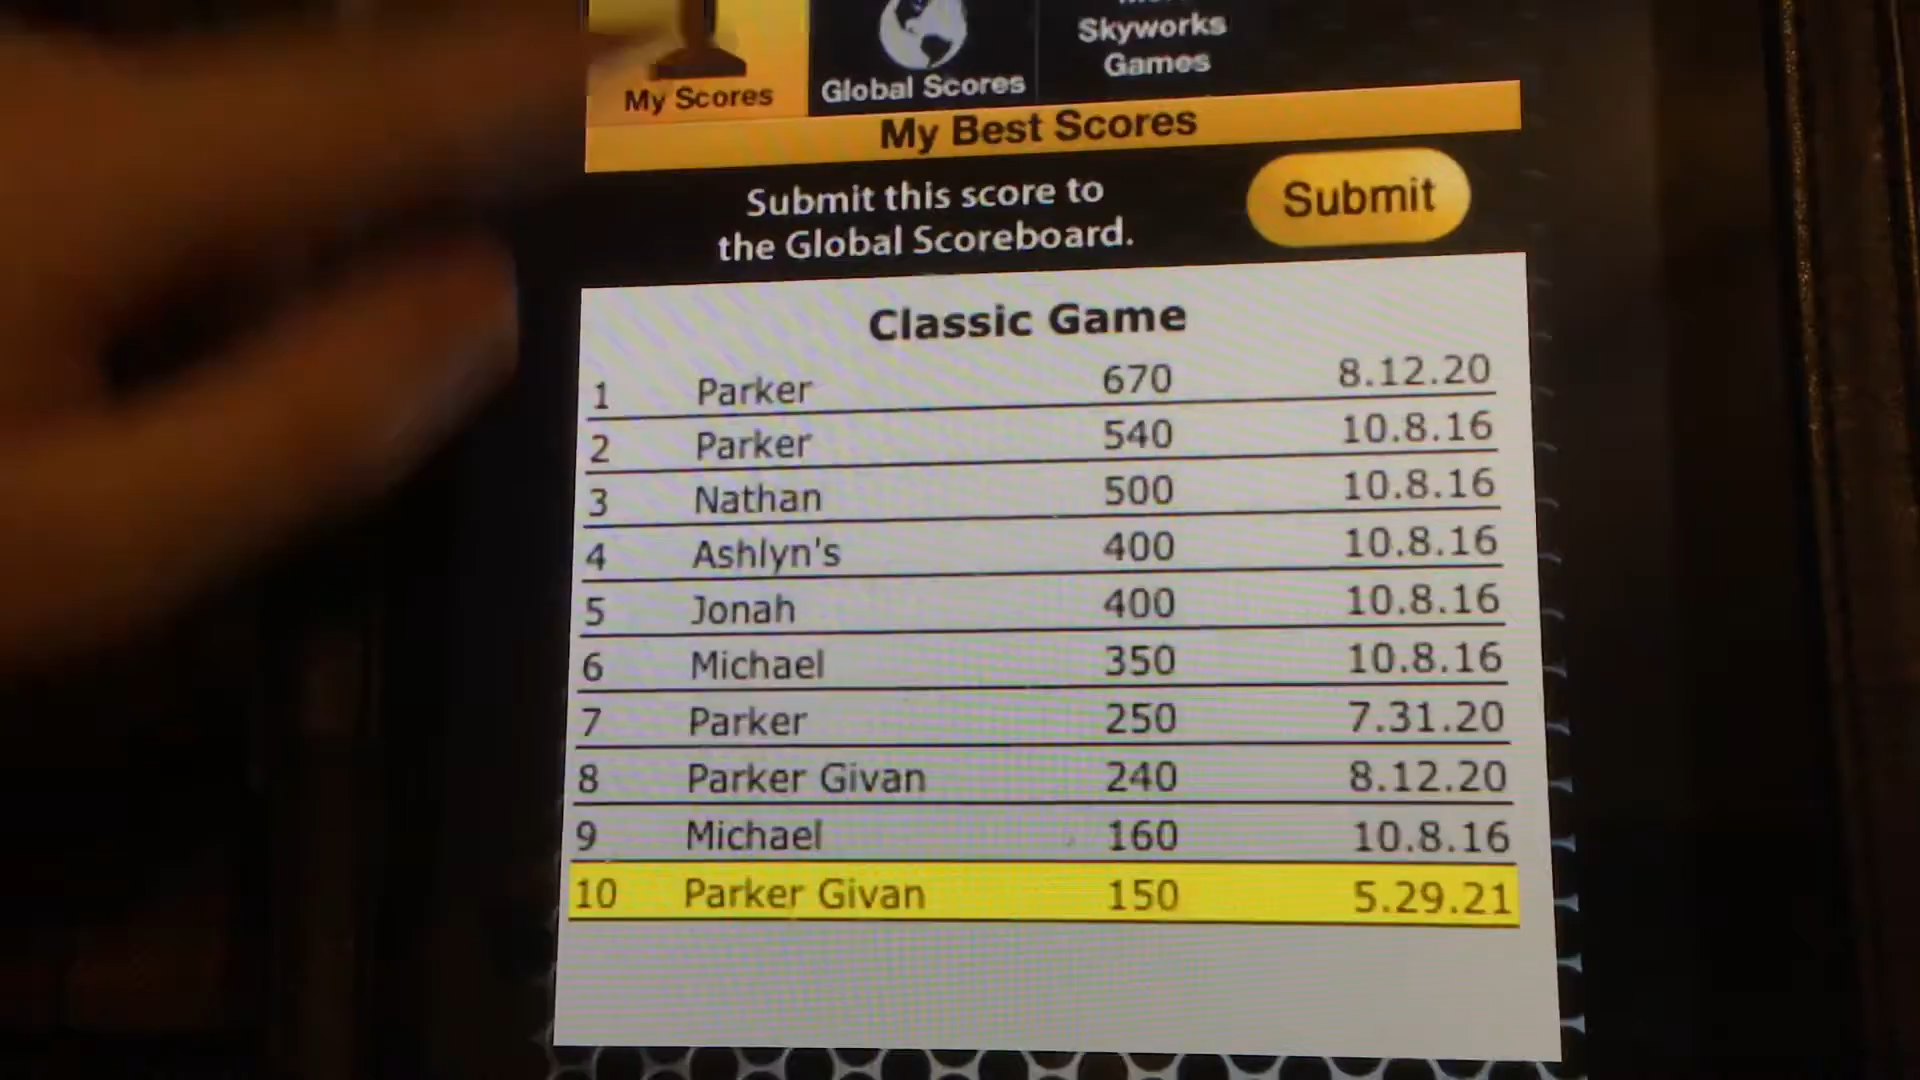 My Scores
Global Scores
Skyworks
Games
My Best Scores
Submit this score to
the Global Scoreboard.
Submit
Classic Game
1 Parker 670 8.12.20
2 Parker 540 10.8.16
3 Nathan 500 10.8.16
4 Ashlyn's 400 10.8.16
5 Jonah 400 10.8.16
6 Michael 350 10.8.16
7 Parker 250 7.31.20
8 Parker Givan 240 8.12.20
9 Michael 160 10.8.16
10 Parker Givan 150 5.29.21